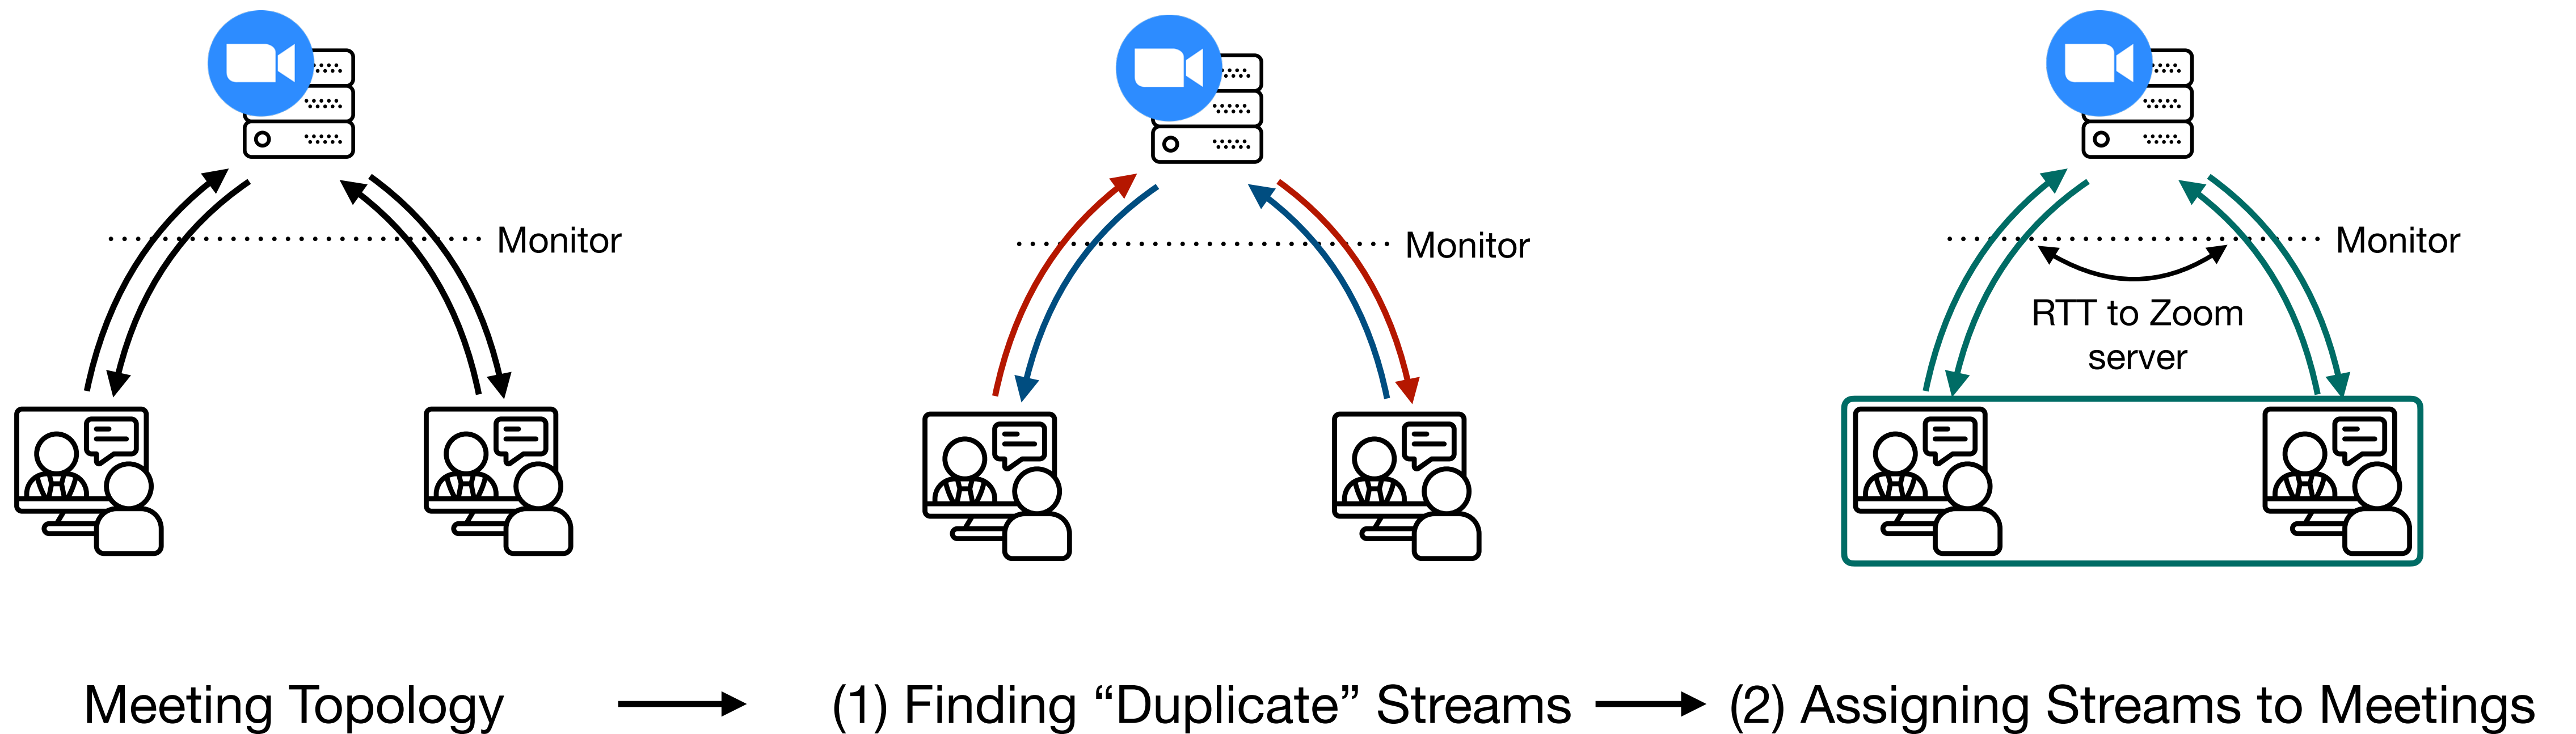 Monitor
Monitor
Monitor
RTT to Zoom
server
Meeting Topology
(1) Finding “Duplicate” Streams
(2) Assigning Streams to Meetings